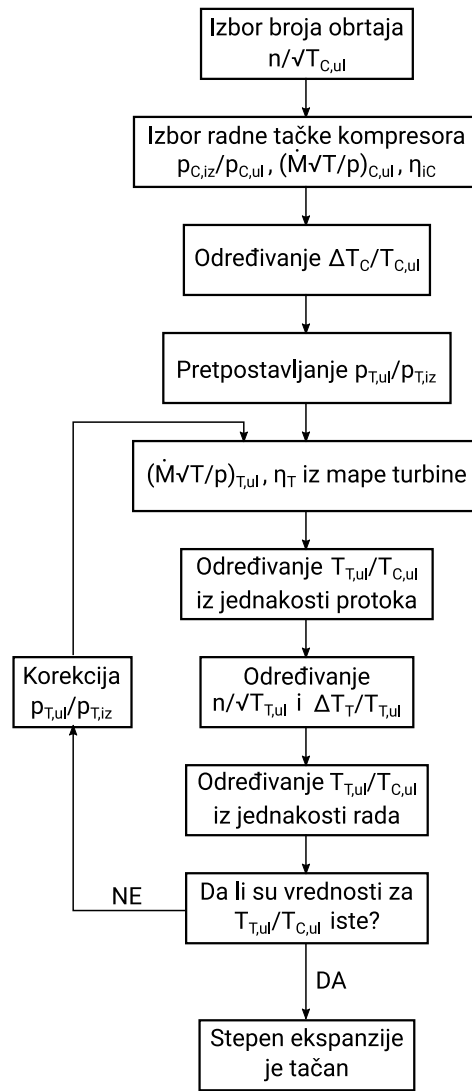 Izbor broja obrtaja
n/√T_C,ul
Izbor radne tačke kompresora
p_C,iz/p_C,ul, (Ṁ√T/p)_C,ul, η_iC
Određivanje ΔT_C/T_C,ul
Pretpostavljanje p_T,ul/p_T,iz
(Ṁ√T/p)_T,ul, η_T iz mape turbine
Određivanje T_T,ul/T_C,ul
iz jednakosti protoka
Korekcija
p_T,ul/p_T,iz
Određivanje
n/√T_T,ul i ΔT_T/T_T,ul
Određivanje T_T,ul/T_C,ul
iz jednakosti rada
NE
Da li su vrednosti za
T_T,ul/T_C,ul iste?
DA
Stepen ekspanzije
je tačan